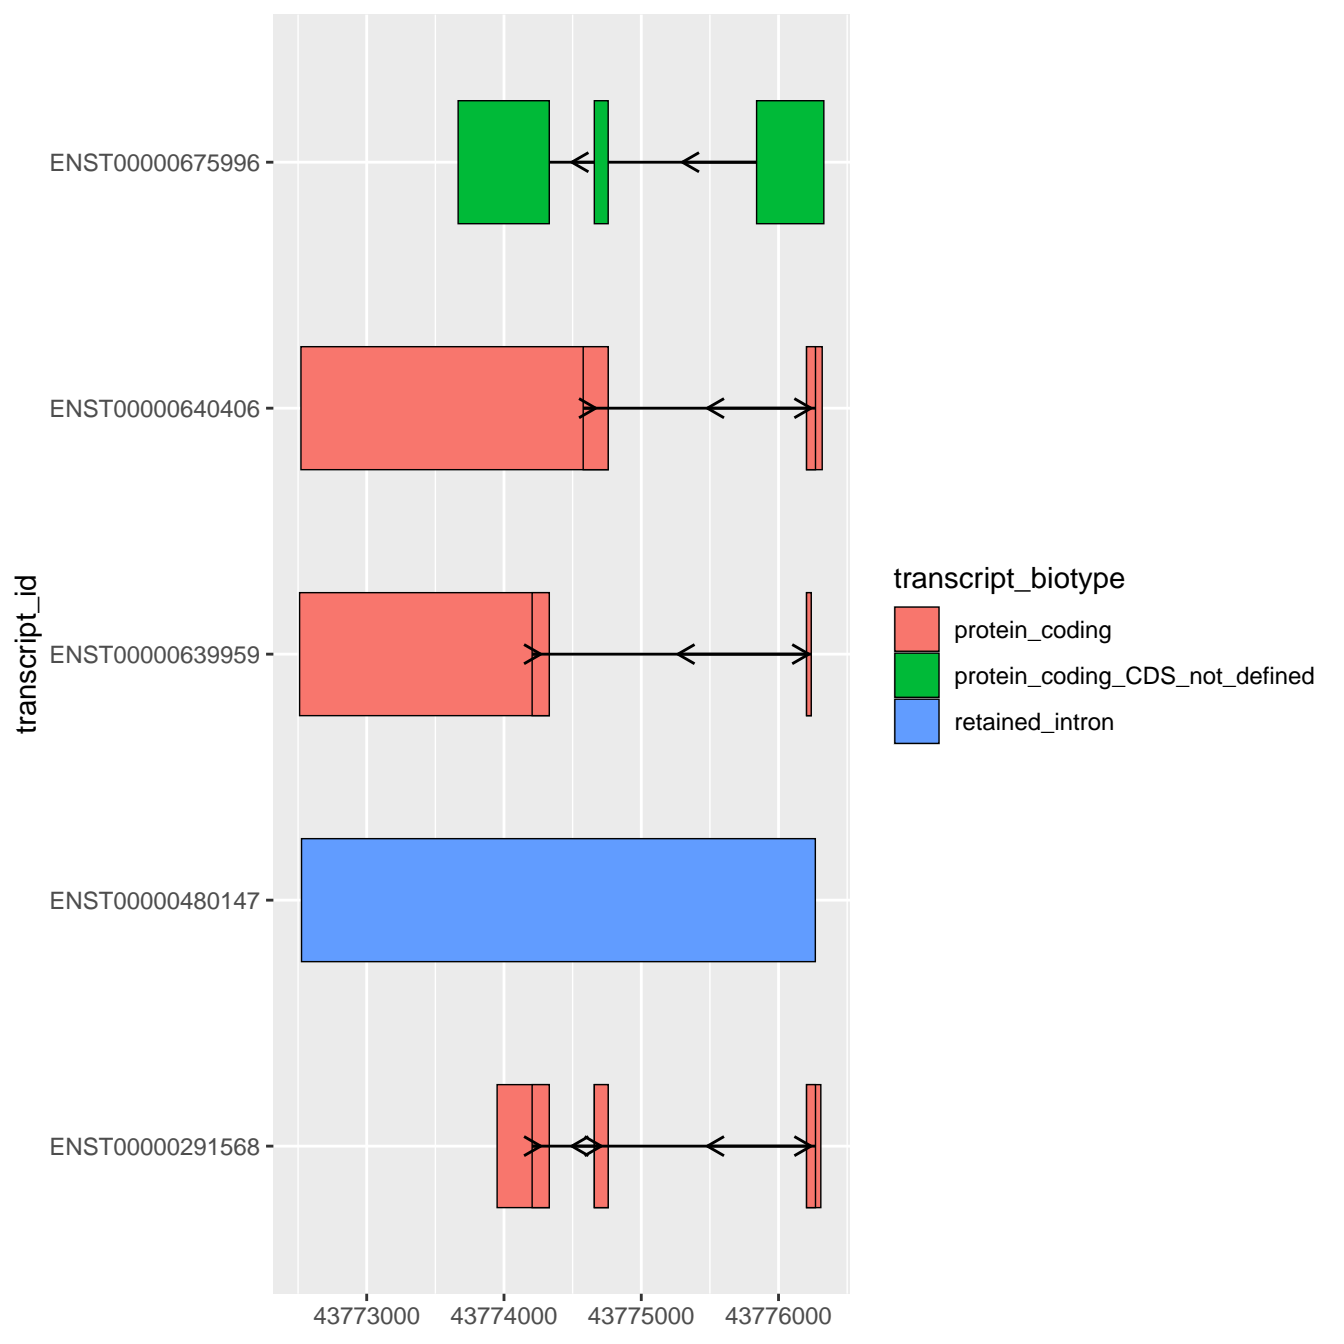 ENST00000675996
ENST00000640406
ENST00000639959
ENST00000480147
ENST00000291568
transcript_id
43773000 43774000 43775000 43776000
transcript_biotype
protein_coding
protein_coding_CDS_not_defined
retained_intron